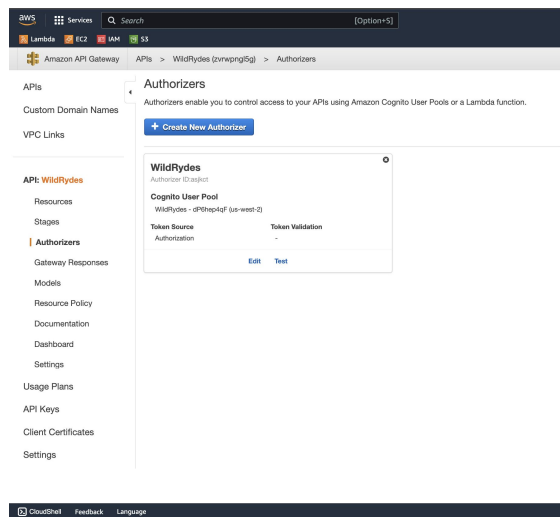 aws Services Search [Option+S]
Lambda EC2 IAM S3
Amazon API Gateway APIs > WildRydes (zvrwpngl5g) > Authorizers
APIs
Custom Domain Names
VPC Links
API: WildRydes
Resources
Stages
Authorizers
Gateway Responses
Models
Resource Policy
Documentation
Dashboard
Settings
Usage Plans
API Keys
Client Certificates
Settings
Authorizers
Authorizers enable you to control access to your APIs using Amazon Cognito User Pools or a Lambda function.
+ Create New Authorizer
WildRydes
Authorizer ID:asjkct
Cognito User Pool
WildRydes - dP6hep4qF (us-west-2)
Token Source Token Validation
Authorization -
Edit Test
CloudShell Feedback Language